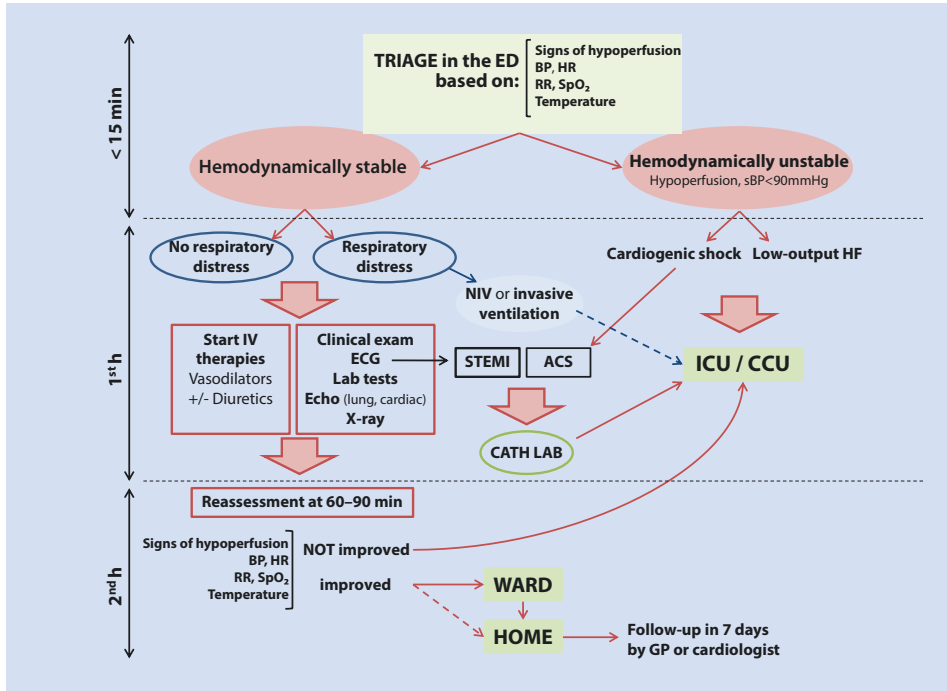 < 15 min
TRIAGE in the ED
based on:
Signs of hypoperfusion
BP, HR
RR, SpO₂
Temperature
Hemodynamically stable
Hemodynamically unstable
Hypoperfusion, sBP<90mmHg
1st h
No respiratory
distress
Respiratory
distress
Cardiogenic shock
Low-output HF
NIV or invasive
ventilation
Start IV
therapies
Vasodilators
+/- Diuretics
Clinical exam
ECG
Lab tests
Echo (lung, cardiac)
X-ray
STEMI
ACS
ICU / CCU
CATH LAB
2nd h
Reassessment at 60–90 min
Signs of hypoperfusion
BP, HR
RR, SpO₂
Temperature
NOT improved
improved
WARD
HOME
Follow-up in 7 days
by GP or cardiologist